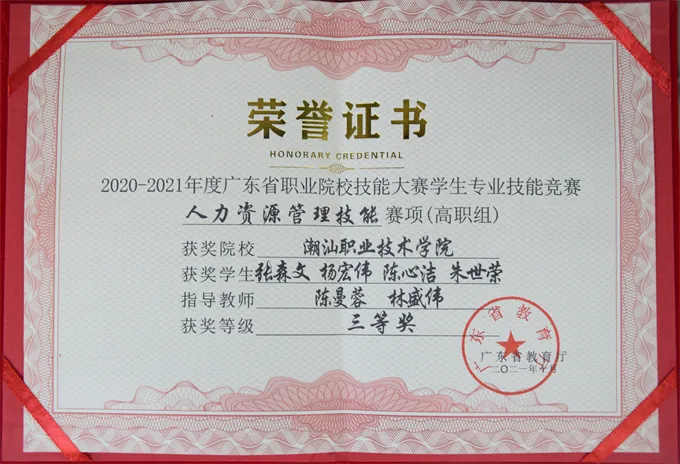 荣誉证书
HONORARY CREDENTIAL
2020-2021年度广东省职业院校技能大赛学生专业技能竞赛
人力资源管理技能 赛项(高职组)
获奖院校 潮汕职业技术学院
获奖学生 张森文 杨宏伟 陈心洁 朱世荣
指导教师 陈曼蓉 林盛伟
获奖等级 三等奖
广东省教育厅
广东省教育厅